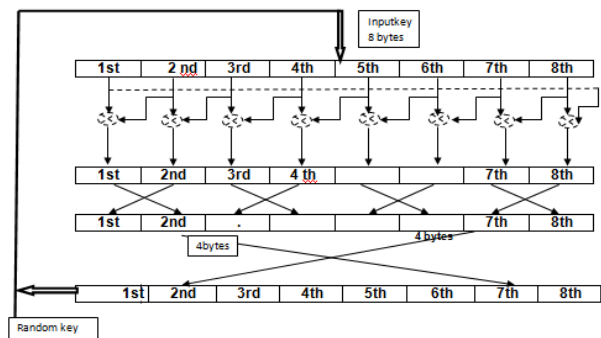 Inputkey
8 bytes
1st 2 nd 3rd 4th 5th 6th 7th 8th
1st 2nd 3rd 4 th 7th 8th
1st 2nd . 7th 8th
4bytes 4 bytes
1st 2nd 3rd 4th 5th 6th 7th 8th
Random key